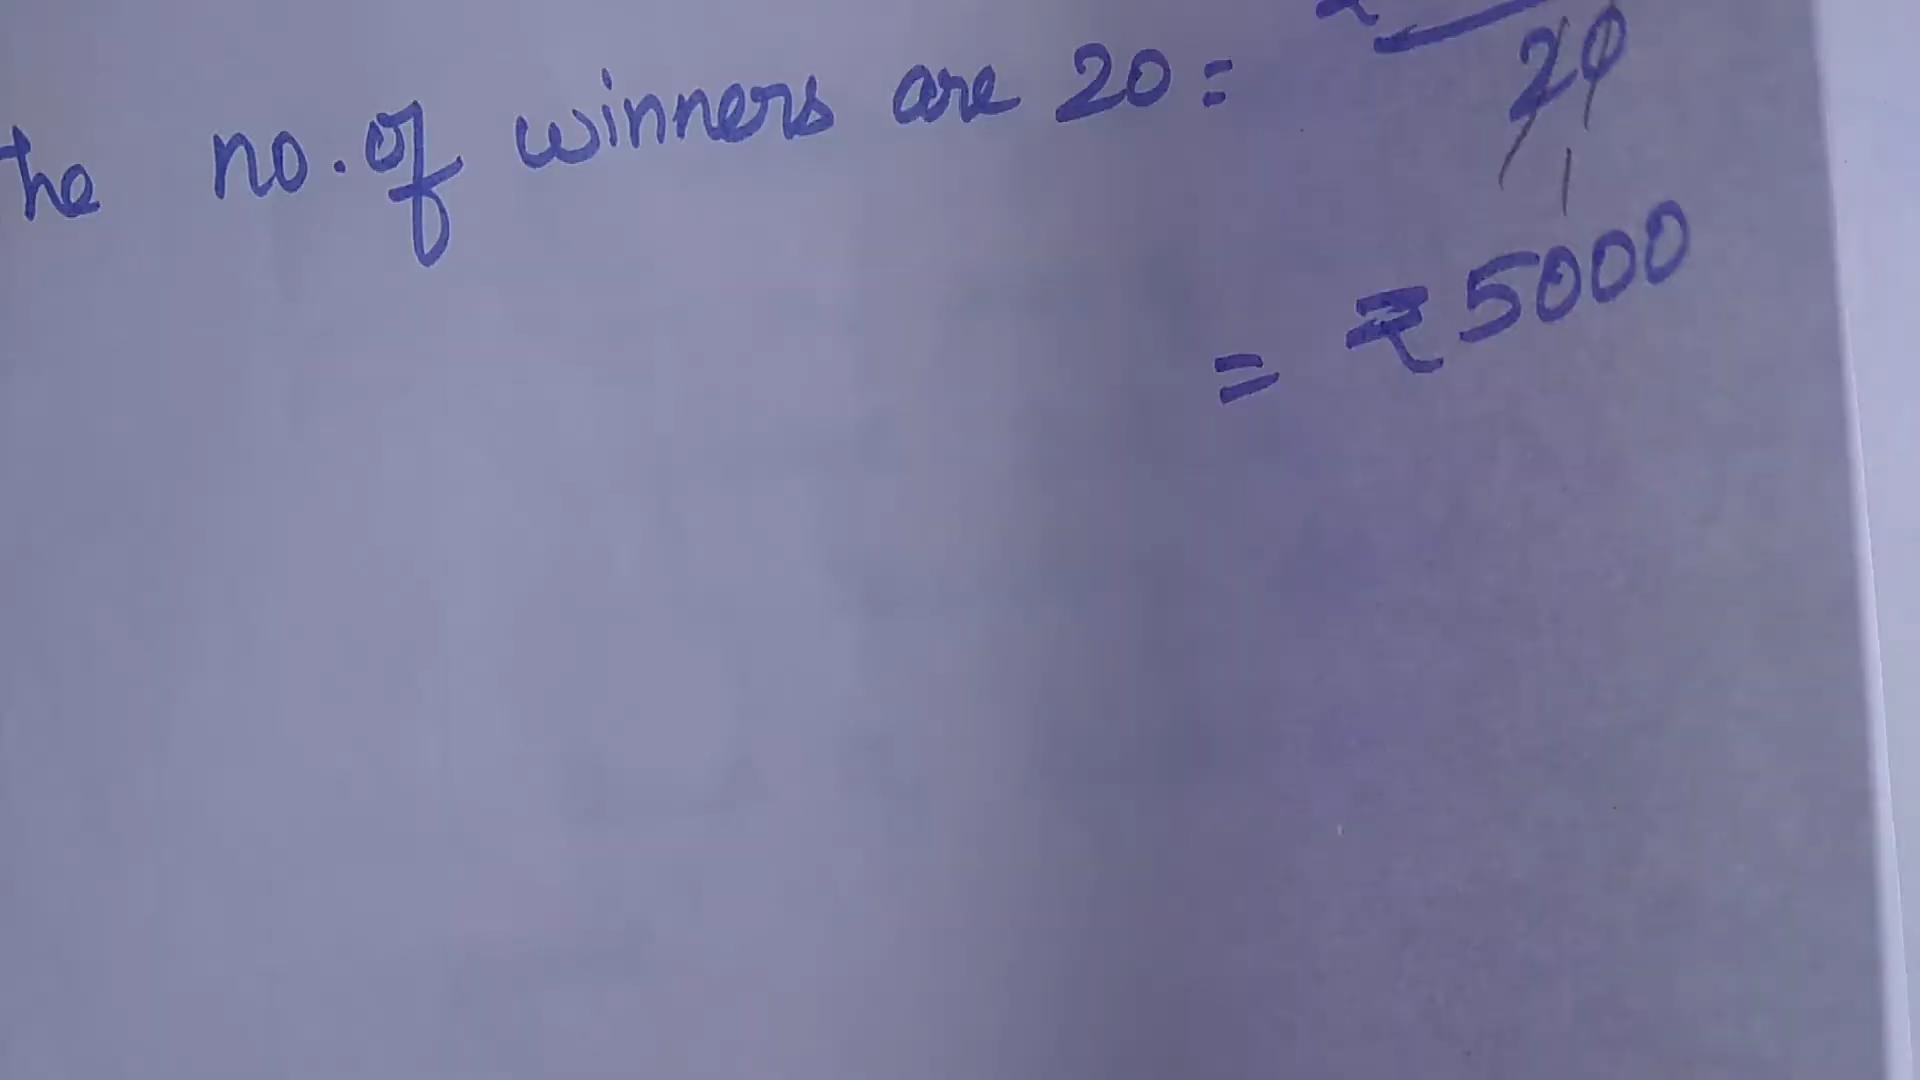 he no. of winners are 20 =
20
= ₹5000